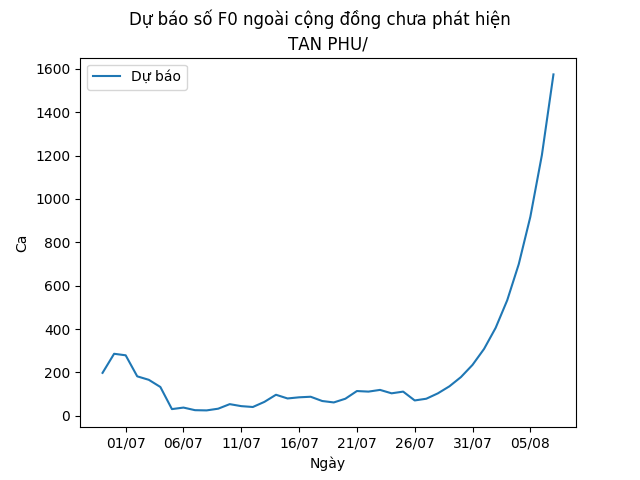 Dự báo số F0 ngoài cộng đồng chưa phát hiện
TAN PHU/
Dự báo
1600
1400
1200
1000
800
600
400
200
0
Ca
01/07 06/07 11/07 16/07 21/07 26/07 31/07 05/08
Ngày